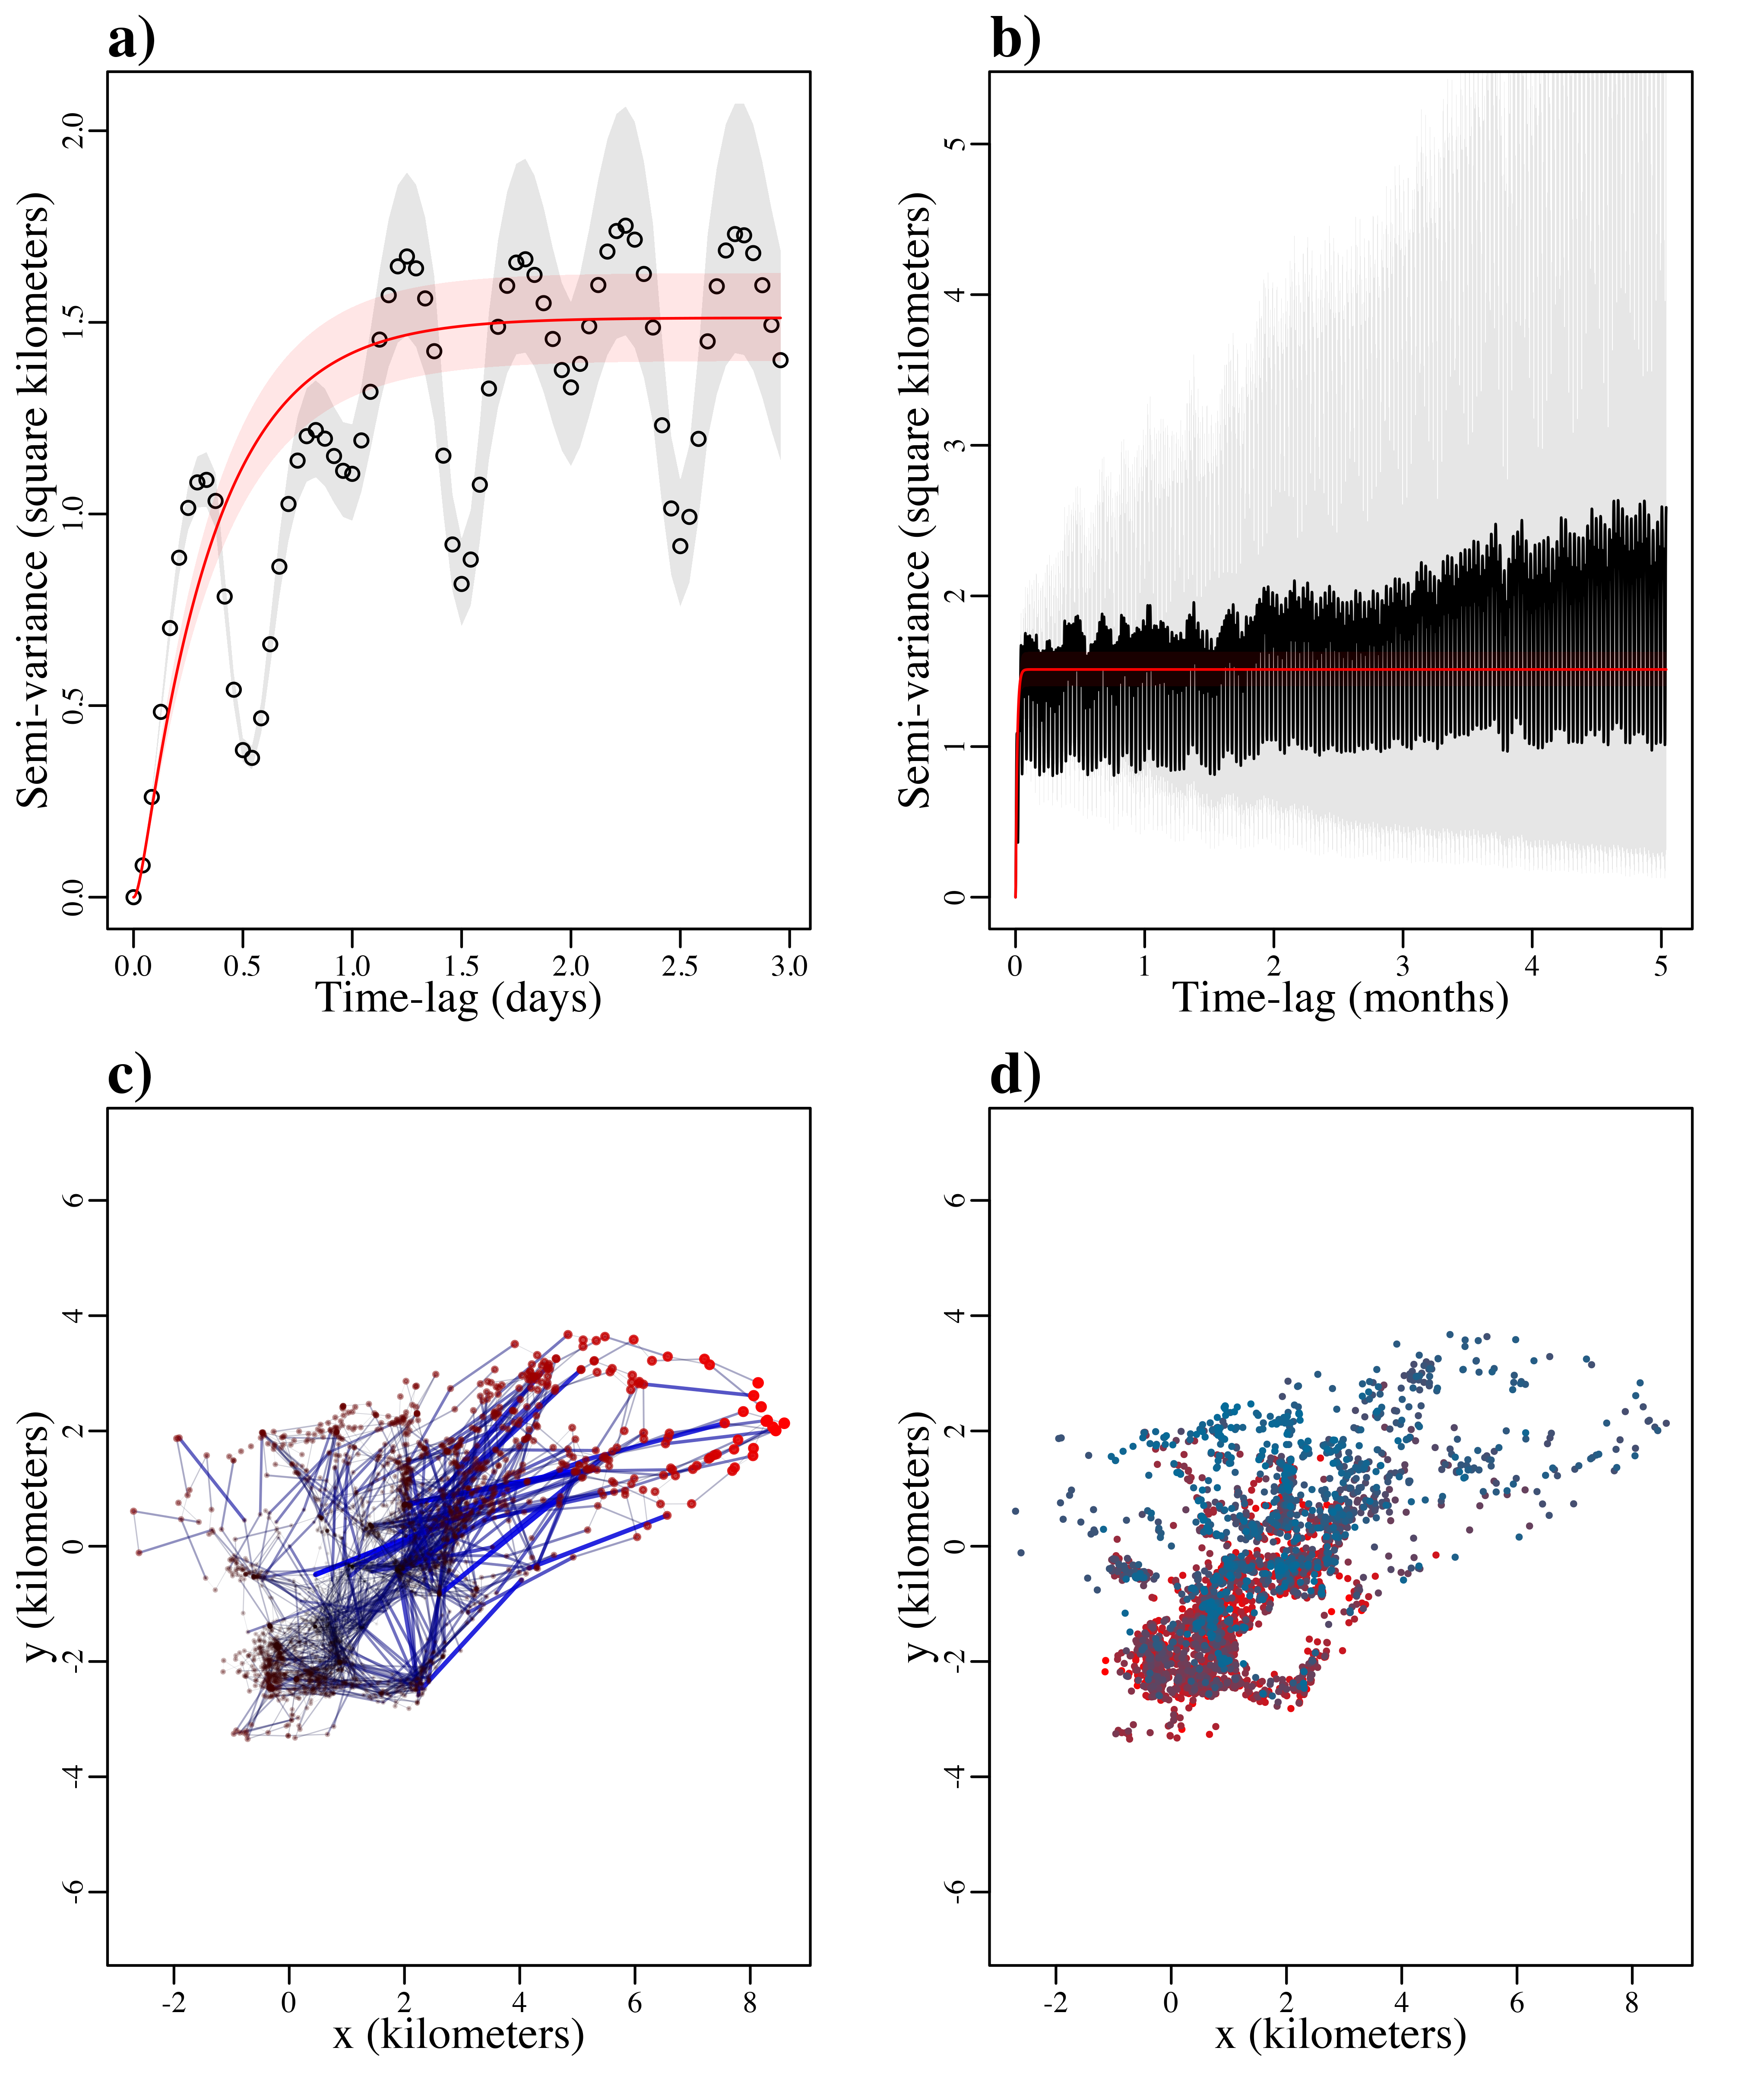 a)
Semi-variance (square kilometers)
2.0
1.5
1.0
0.5
0.0
0.0 0.5 1.0 1.5 2.0 2.5 3.0
Time-lag (days)
b)
Semi-variance (square kilometers)
5
4
3
2
1
0
0 1 2 3 4 5
Time-lag (months)
c)
y (kilometers)
6
4
2
0
-2
-4
-6
-2 0 2 4 6 8
x (kilometers)
d)
y (kilometers)
6
4
2
0
-2
-4
-6
-2 0 2 4 6 8
x (kilometers)